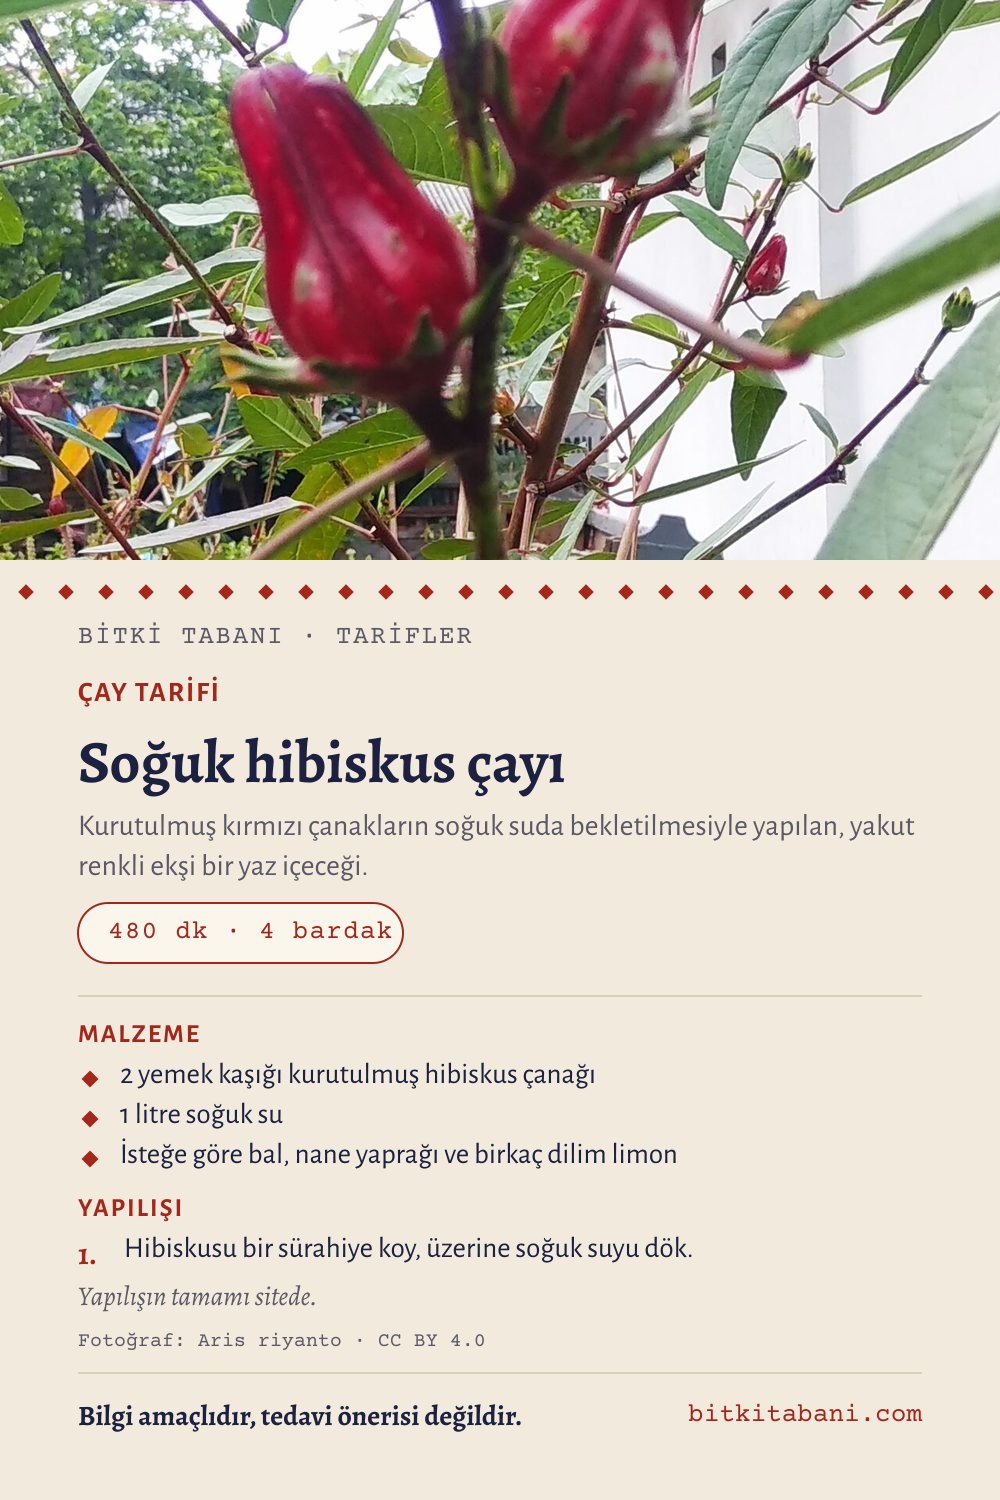 BİTKİ TABANI · TARİFLER
ÇAY TARİFİ
Soğuk hibiskus çayı
Kurutulmuş kırmızı çanakların soğuk suda bekletilmesiyle yapılan, yakut
renkli ekşi bir yaz içeceği.
480 dk · 4 bardak
MALZEME
2 yemek kaşığı kurutulmuş hibiskus çanağı
1 litre soğuk su
İsteğe göre bal, nane yaprağı ve birkaç dilim limon
YAPILIŞI
1. Hibiskusu bir sürahiye koy, üzerine soğuk suyu dök.
Yapılışın tamamı sitede.
Fotoğraf: Aris riyanto · CC BY 4.0
Bilgi amaçlıdır, tedavi önerisi değildir.
bitkitabani.com